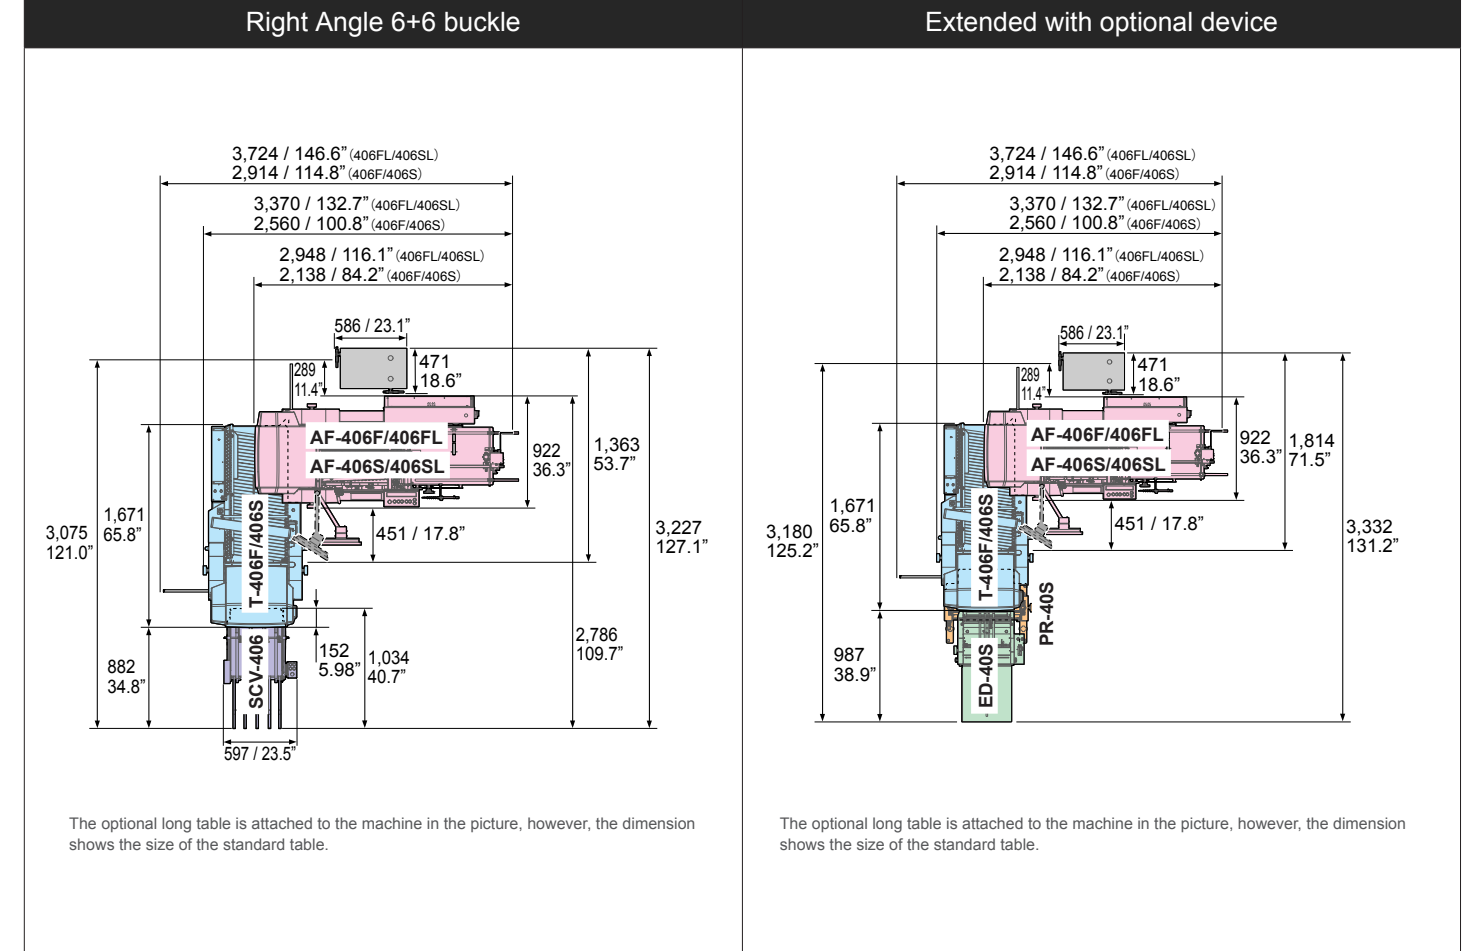 Right Angle 6+6 buckle
3,724 / 146.6” (406FL/406SL)
2,914 / 114.8” (406F/406S)
3,370 / 132.7” (406FL/406SL)
2,560 / 100.8” (406F/406S)
2,948 / 116.1” (406FL/406SL)
2,138 / 84.2” (406F/406S)
586 / 23.1”
471
18.6”
289
11.4”
AF-406F/406FL
AF-406S/406SL
922
36.3”
1,363
53.7”
1,671
65.8”
3,075
121.0”
T-406F/406S
451 / 17.8”
3,227
127.1”
2,786
109.7”
152
5.98”
1,034
40.7”
882
34.8”
SCV-406
597 / 23.5”
The optional long table is attached to the machine in the picture, however, the dimension
shows the size of the standard table.
Extended with optional device
3,724 / 146.6” (406FL/406SL)
2,914 / 114.8” (406F/406S)
3,370 / 132.7” (406FL/406SL)
2,560 / 100.8” (406F/406S)
2,948 / 116.1” (406FL/406SL)
2,138 / 84.2” (406F/406S)
586 / 23.1”
471
18.6”
289
11.4”
AF-406F/406FL
AF-406S/406SL
922
36.3”
1,814
71.5”
1,671
65.8”
3,180
125.2”
T-406F/406S
451 / 17.8”
3,332
131.2”
PR-40S
987
38.9”
ED-40S
The optional long table is attached to the machine in the picture, however, the dimension
shows the size of the standard table.